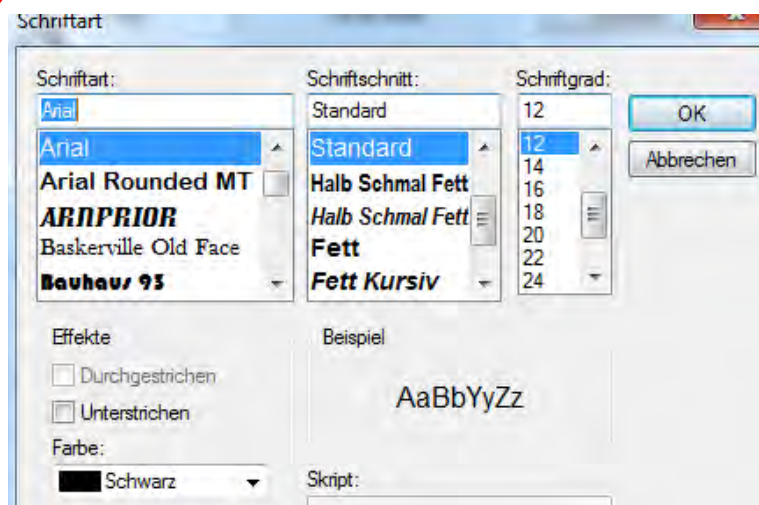 Schriftart
Schriftart:
Arial
Arial
Arial Rounded MT
ARNPRIOR
Baskerville Old Face
Bauhaus 93
Schriftschnitt:
Standard
Standard
Halb Schmal Fett
Halb Schmal Fett
Fett
Fett Kursiv
Schriftgrad:
12
12
14
16
18
20
22
24
OK
Abbrechen
Effekte
Durchgestrichen
Unterstrichen
Farbe:
Schwarz
Beispiel
AaBbYyZz
Skript: